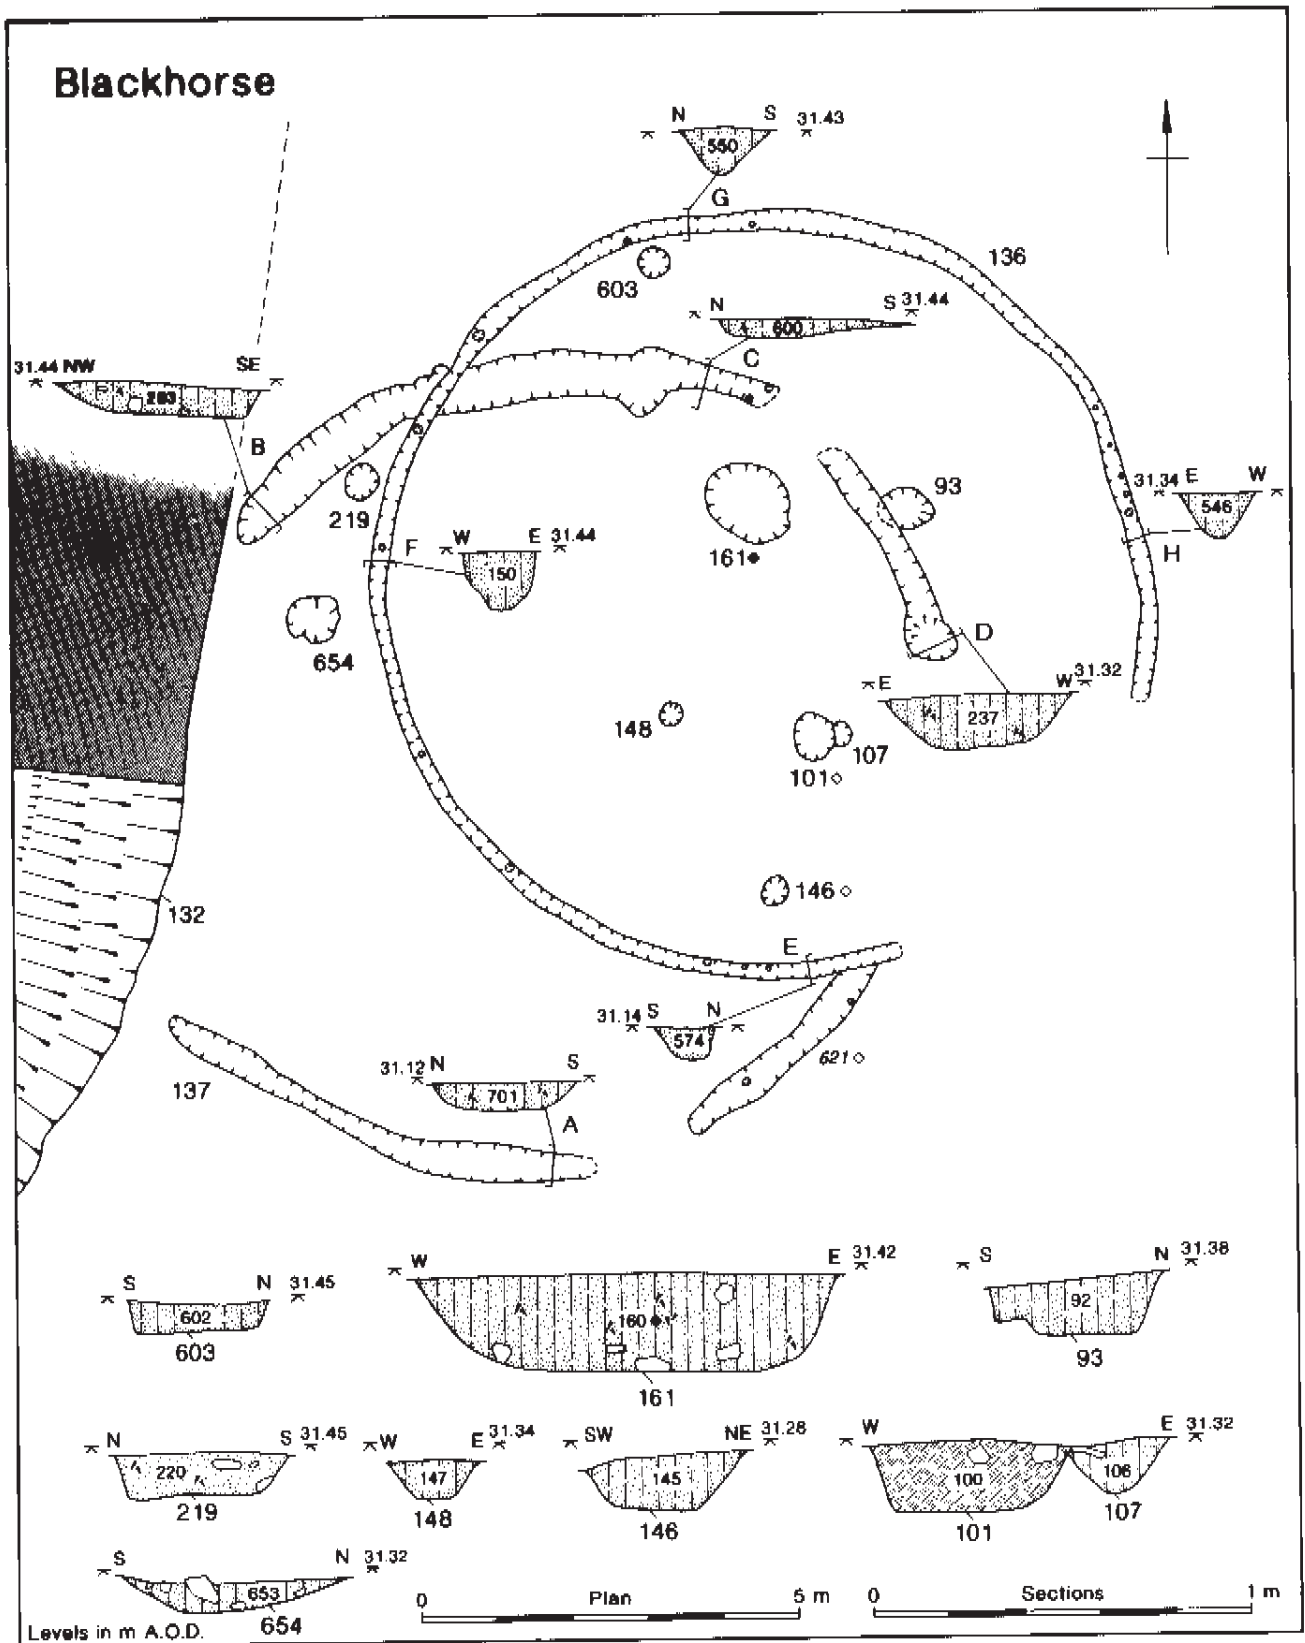 Blackhorse
N S 31.43
550
G
136
603
N S 31.44
600
C
31.44 NW SE
283
B
219
93
161
31.34 E W
546
H
F W E 31.44
150
654
D
E W 31.32
237
148
107
101
132
146
E
31.14 S N
574
621
137
31.12 N S
701
A
S N 31.45
602
603
W E 31.42
160
161
S N 31.38
92
93
N S 31.45
220
219
W E 31.34
147
148
SW NE 31.28
145
146
W E 31.32
100 106
101 107
S N 31.32
653
654
0 Plan 5 m
0 Sections 1 m
Levels in m A.O.D.